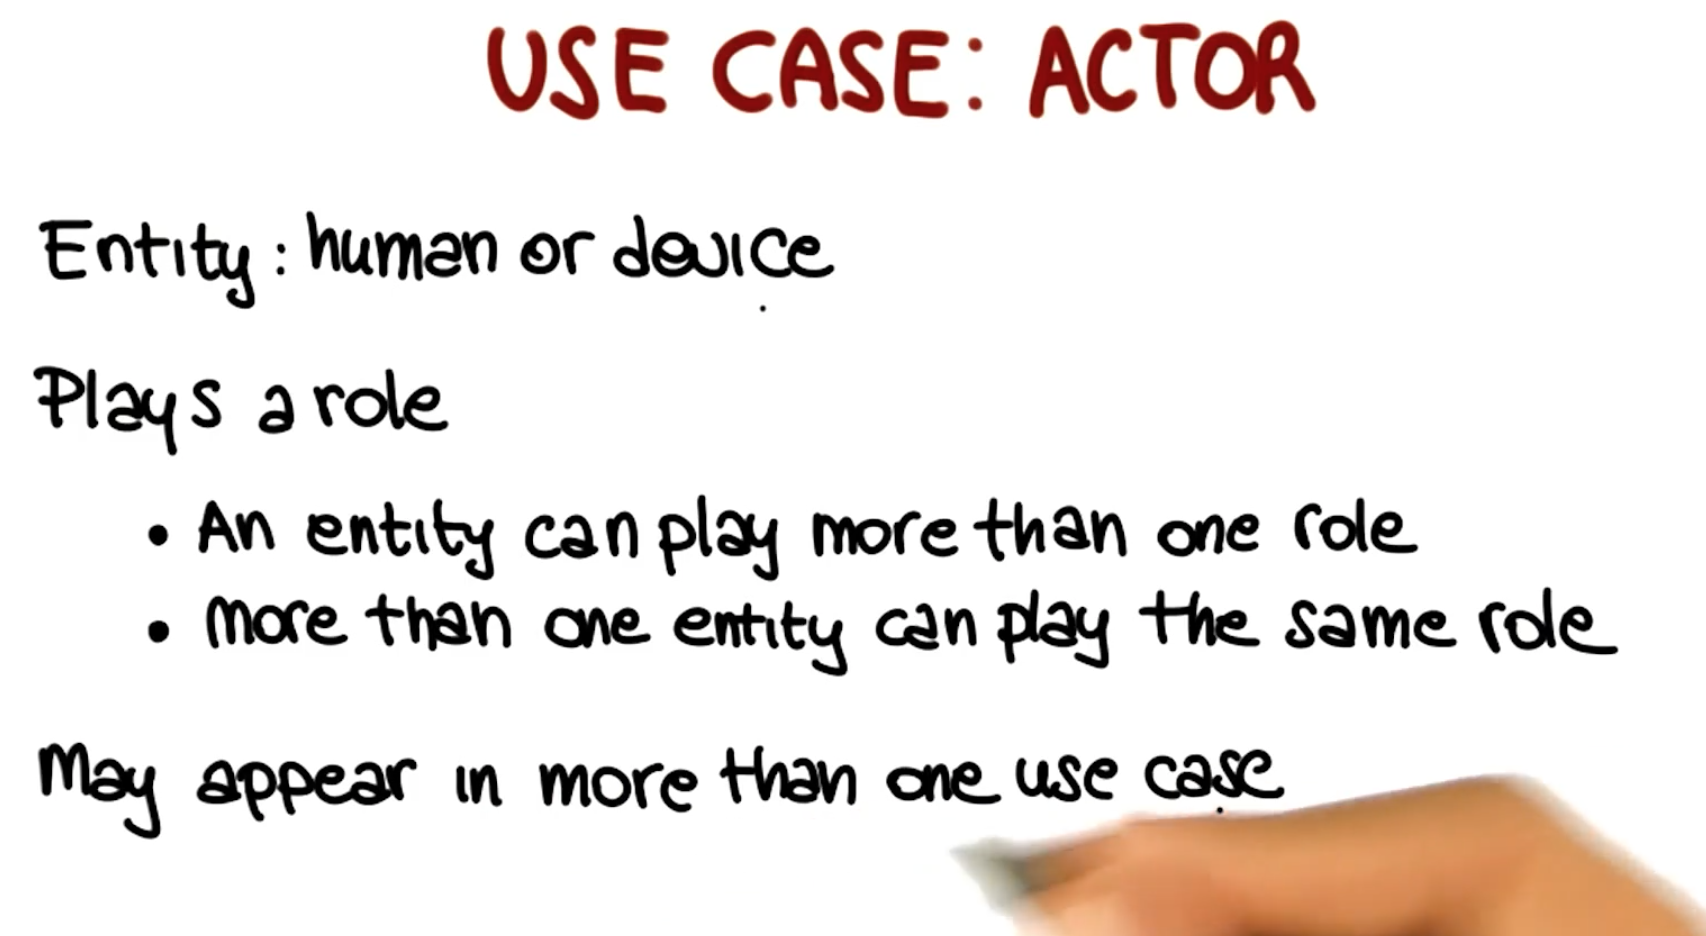 USE CASE: ACTOR
Entity: human or device
Plays a role
• An entity can play more than one role
• More than one entity can play the same role
May appear in more than one use case